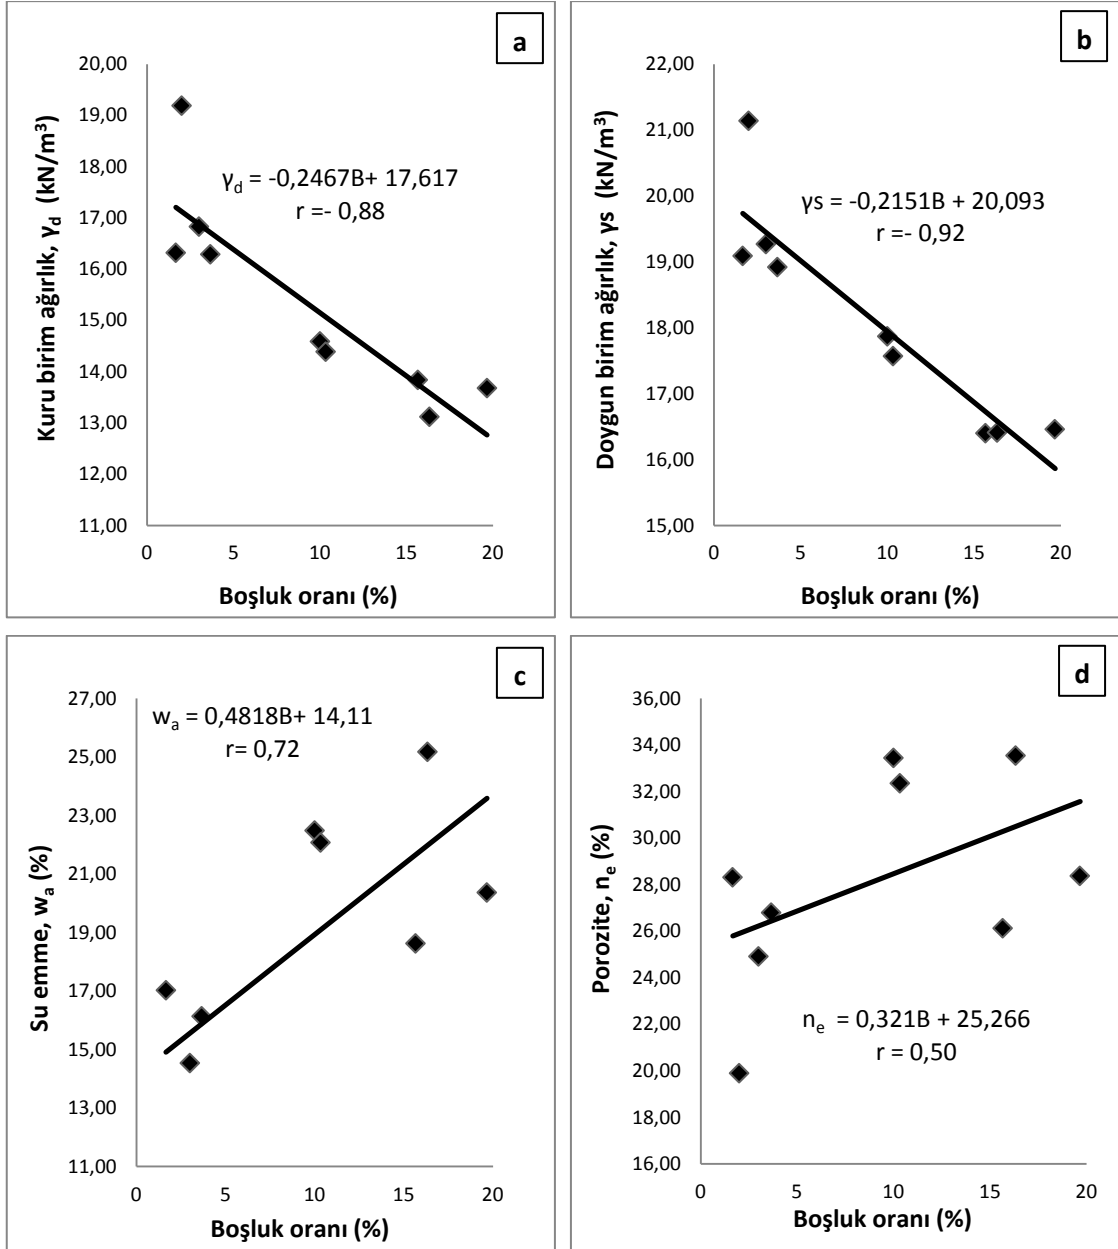 a
20,00
19,00
18,00
17,00
16,00
15,00
14,00
13,00
12,00
11,00
γd = -0,2467B+ 17,617
r =- 0,88
Kuru birim ağırlık, γd (kN/m³)
0 5 10 15 20
Boşluk oranı (%)
b
22,00
21,00
20,00
19,00
18,00
17,00
16,00
15,00
γs = -0,2151B + 20,093
r =- 0,92
Doygun birim ağırlık, γs (kN/m³)
0 5 10 15 20
Boşluk oranı (%)
c
27,00
25,00
23,00
21,00
19,00
17,00
15,00
13,00
11,00
wa = 0,4818B+ 14,11
r= 0,72
Su emme, wa (%)
0 5 10 15 20
Boşluk oranı (%)
d
36,00
34,00
32,00
30,00
28,00
26,00
24,00
22,00
20,00
18,00
16,00
ne = 0,321B + 25,266
r = 0,50
Porozite, ne (%)
0 5 10 15 20
Boşluk oranı (%)